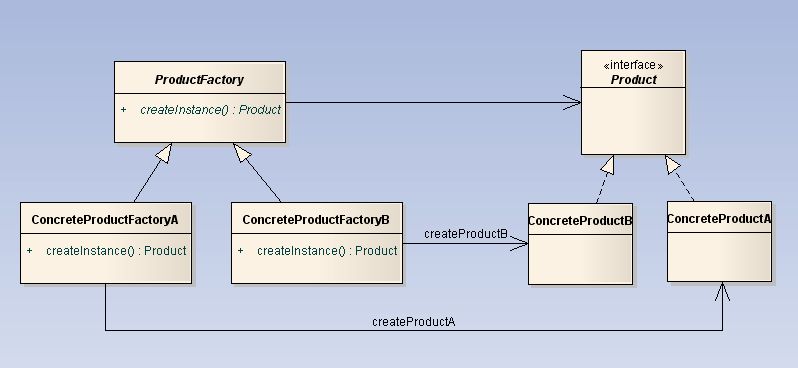 ProductFactory
+ createInstance() : Product
«interface»
Product
ConcreteProductFactoryA
+ createInstance() : Product
ConcreteProductFactoryB
+ createInstance() : Product
createProductB
ConcreteProductB
ConcreteProductA
createProductA